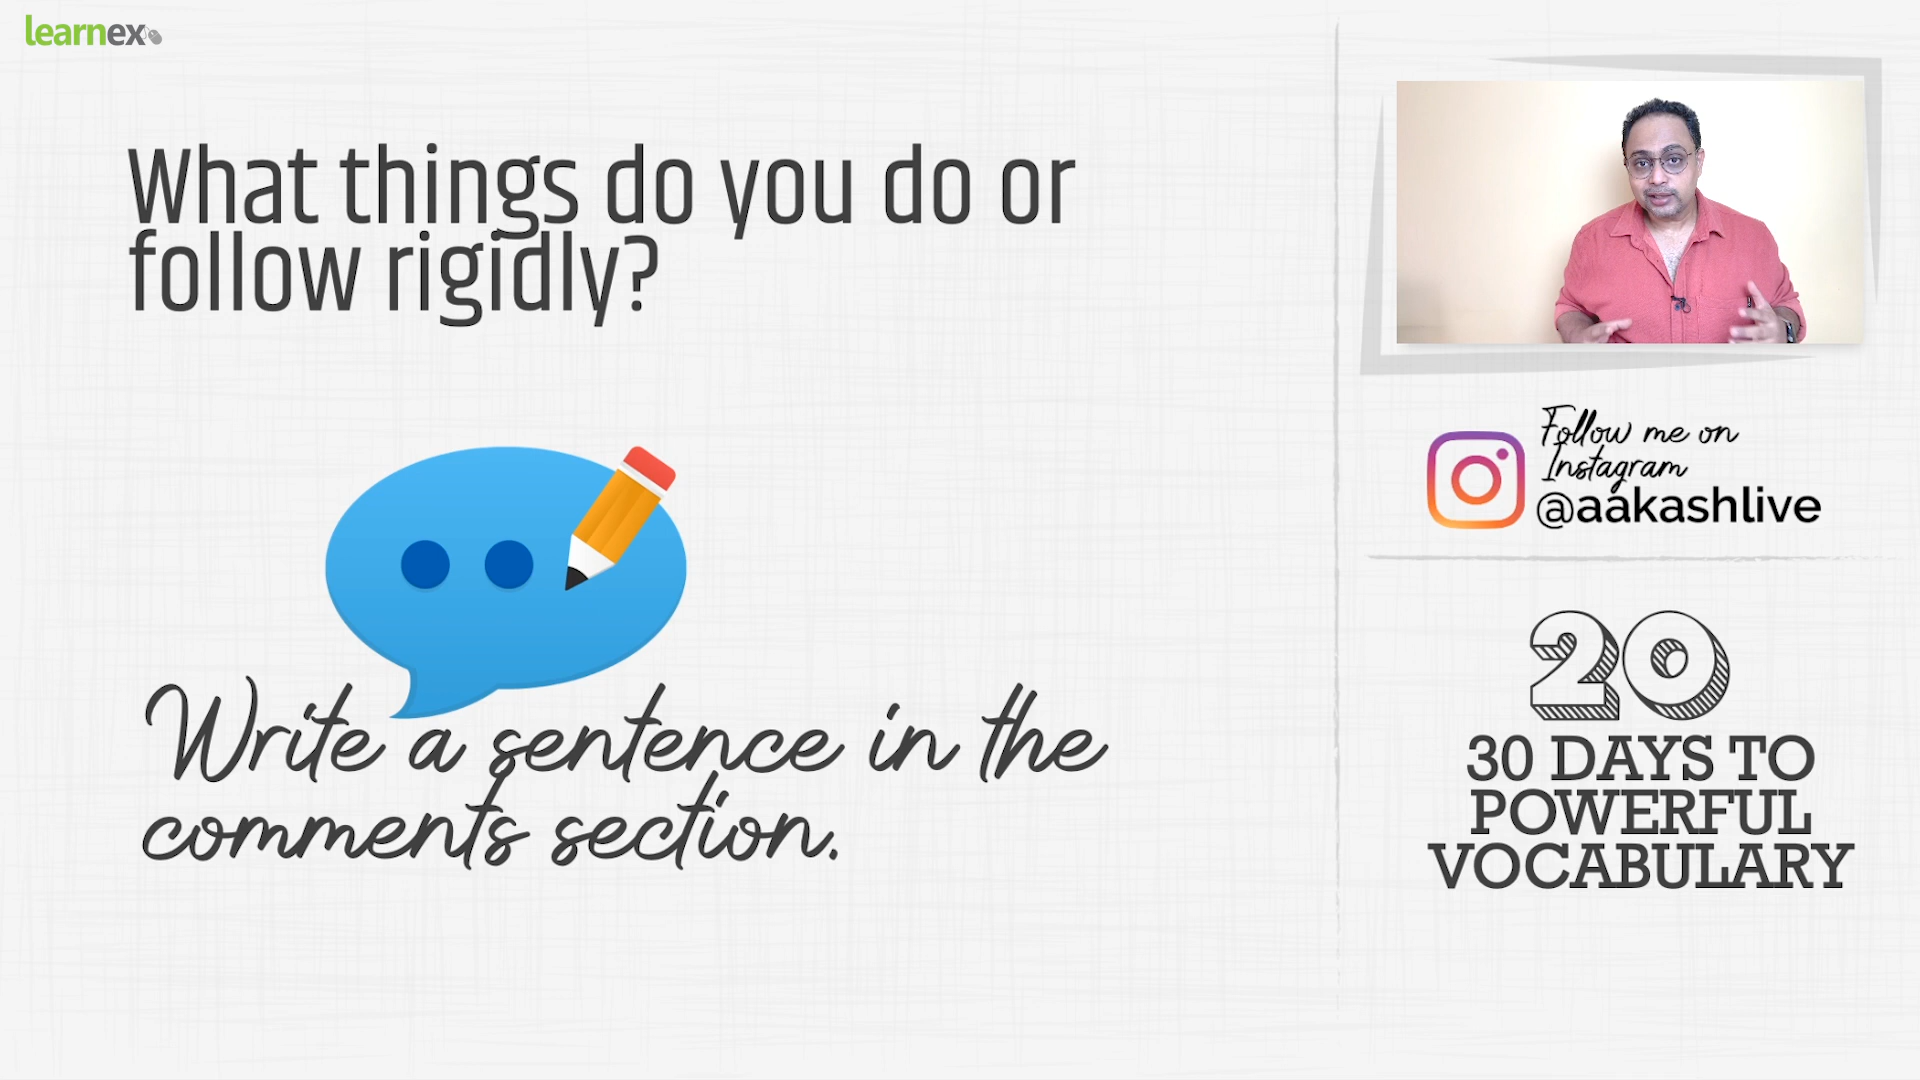 learnex
What things do you do or
follow rigidly?
Write a sentence in the
comments section.
Follow me on
Instagram
@aakashlive
20
30 DAYS TO
POWERFUL
VOCABULARY